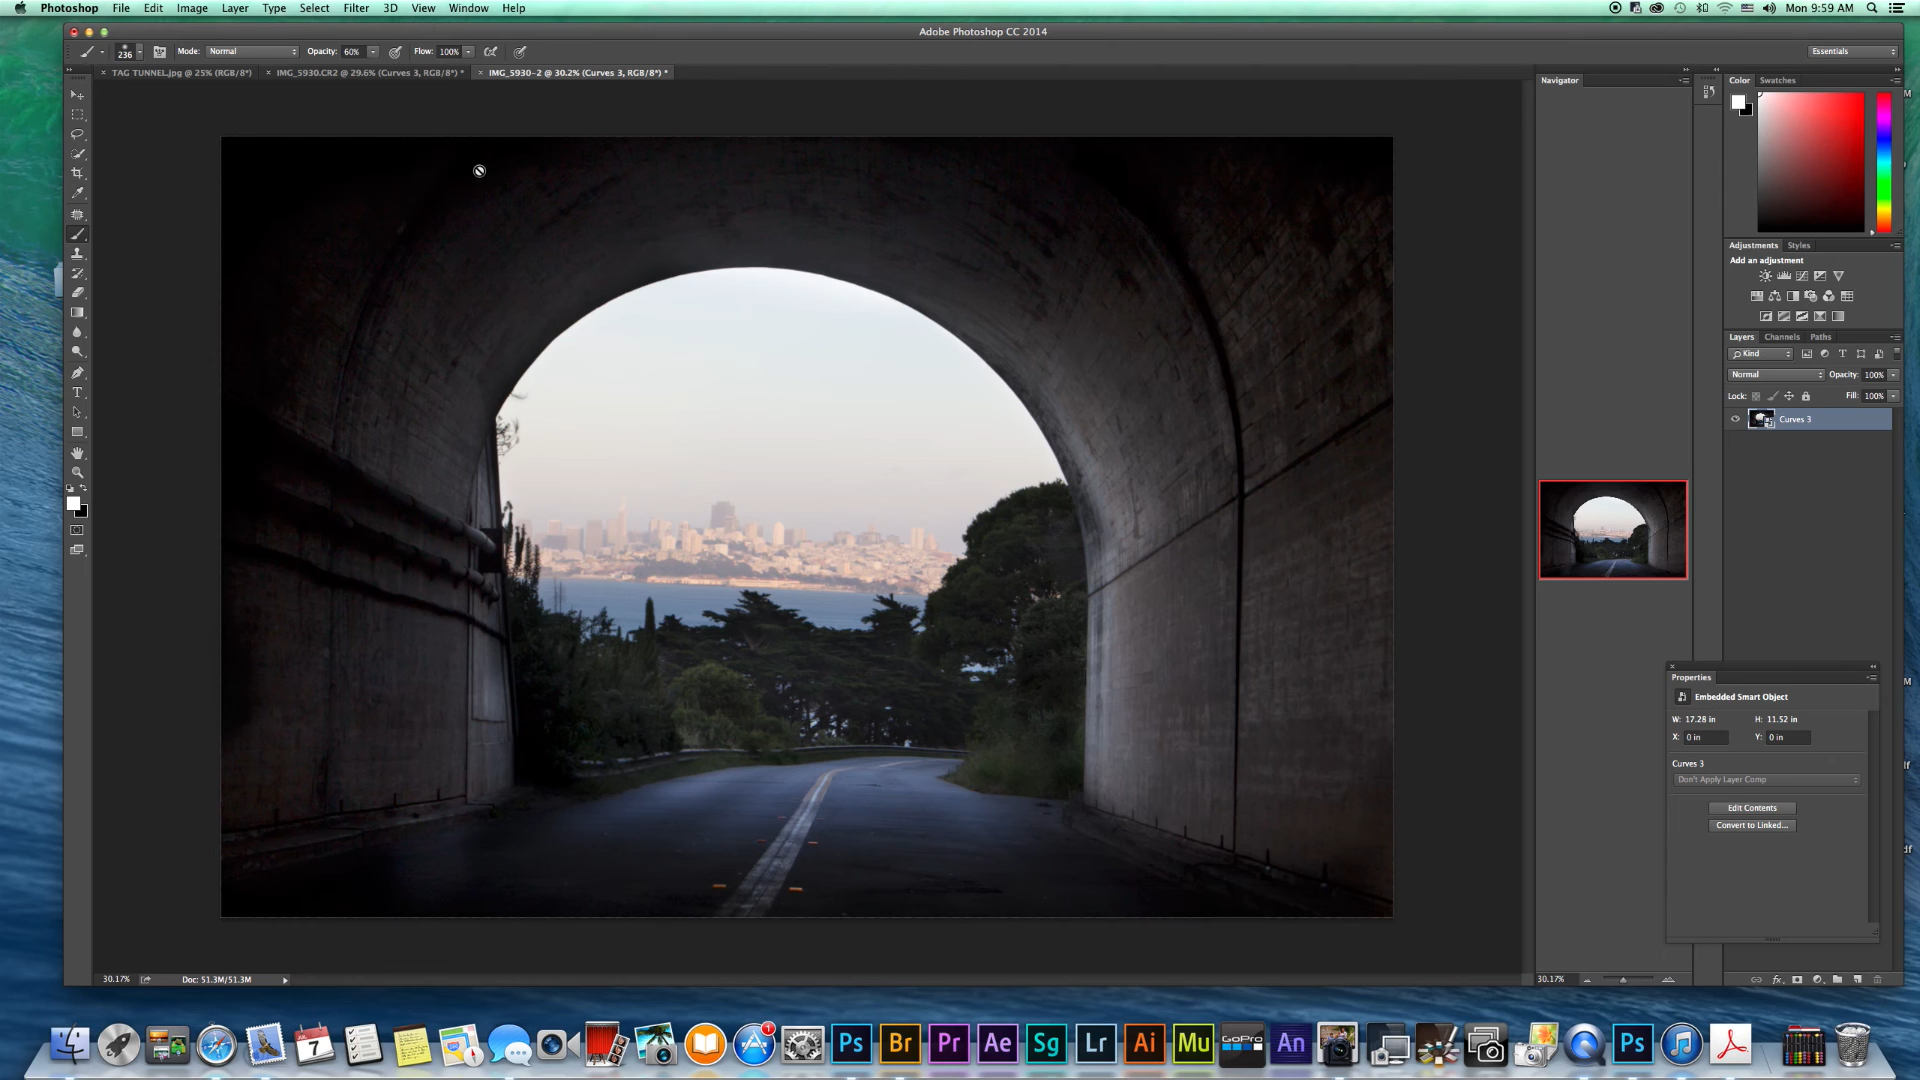 Photoshop File Edit Image Layer Type Select Filter 3D View Window Help Mon 9:59 AM
Adobe Photoshop CC 2014
236 Mode: Normal Opacity: 60% Flow: 100% Essentials
TAG TUNNEL.jpg @ 25% (RGB/8*) IMG_5930.CR2 @ 29.6% (Curves 3, RGB/8*) * IMG_5930-2 @ 30.2% (Curves 3, RGB/8*) *
Navigator
Color Swatches
Adjustments Styles
Add an adjustment
Layers Channels Paths
Kind
Normal Opacity: 100%
Lock: Fill: 100%
Curves 3
Properties
Embedded Smart Object
W: 17.28 in H: 11.52 in
X: 0 in Y: 0 in
Curves 3
Don't Apply Layer Comp
Edit Contents
Convert to Linked...
30.17% Doc: 51.3M/51.3M 30.17%
JUL 7 1 Ps Br Pr Ae Sg Lr Ai Mu GoPro An Ps